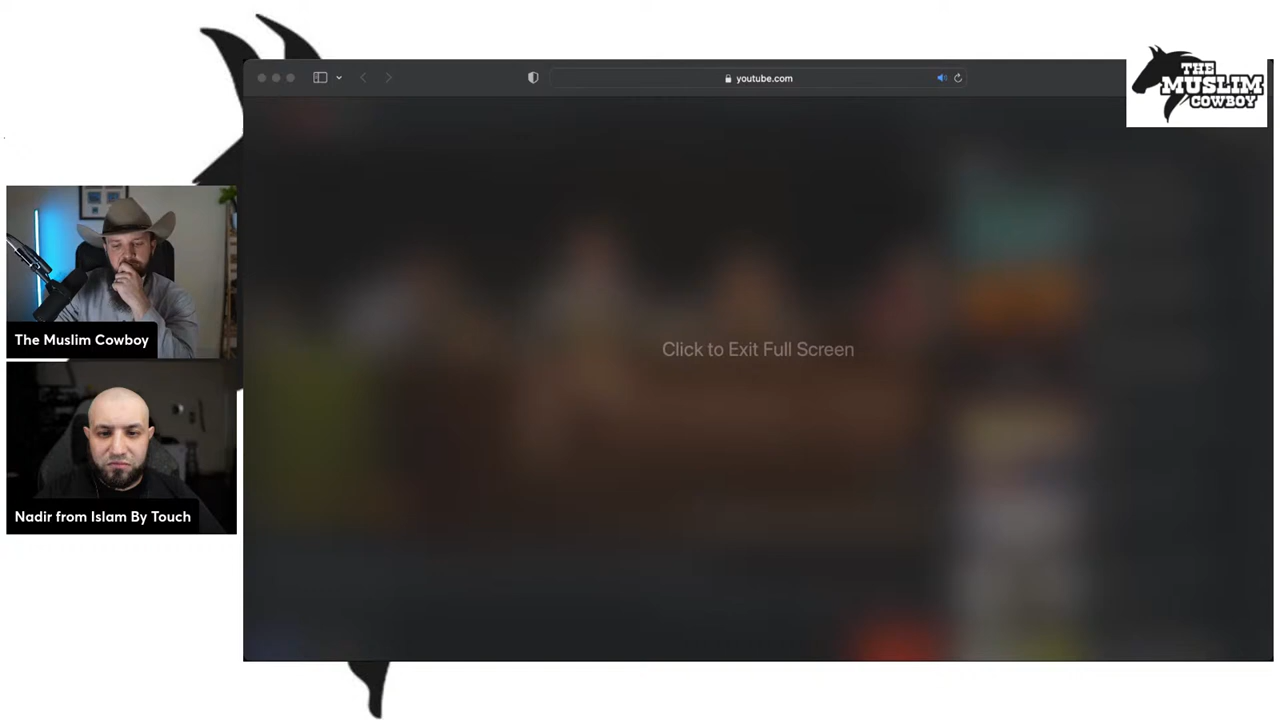 youtube.com
THE
MUSLIM
COWBOY
The Muslim Cowboy
Click to Exit Full Screen
Nadir from Islam By Touch